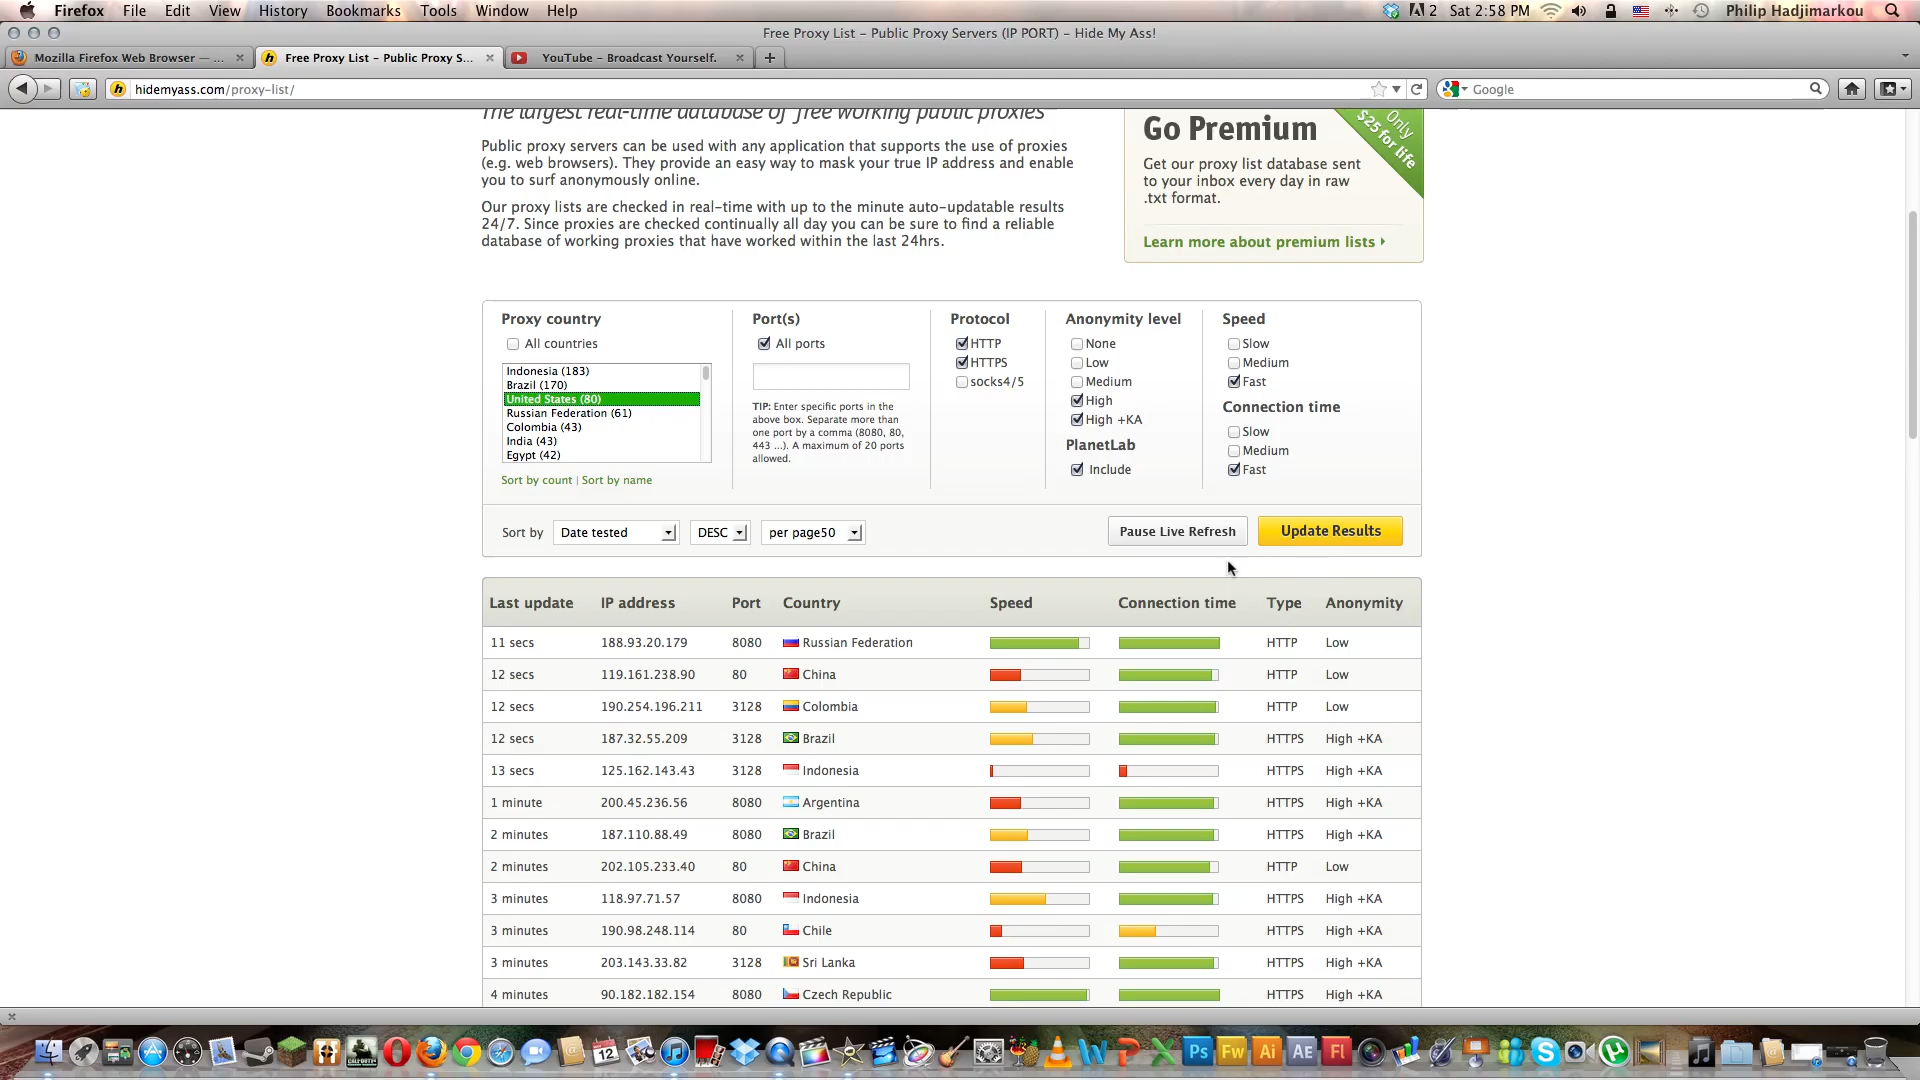 Firefox File Edit View History Bookmarks Tools Window Help 2 Sat 2:58 PM Philip Hadjimarkou
Free Proxy List – Public Proxy Servers (IP PORT) – Hide My Ass!
Mozilla Firefox Web Browser — ... Free Proxy List – Public Proxy S... YouTube – Broadcast Yourself.
hidemyass.com/proxy-list/ Google
The largest real-time database of free working public proxies
Public proxy servers can be used with any application that supports the use of proxies
(e.g. web browsers). They provide an easy way to mask your true IP address and enable
you to surf anonymously online.
Our proxy lists are checked in real-time with up to the minute auto-updatable results
24/7. Since proxies are checked continually all day you can be sure to find a reliable
database of working proxies that have worked within the last 24hrs.
Go Premium
Only
$25 for life
Get our proxy list database sent
to your inbox every day in raw
.txt format.
Learn more about premium lists
Proxy country
All countries
Indonesia (183)
Brazil (170)
United States (80)
Russian Federation (61)
Colombia (43)
India (43)
Egypt (42)
Sort by count | Sort by name
Port(s)
All ports
TIP: Enter specific ports in the
above box. Separate more than
one port by a comma (8080, 80,
443 ...). A maximum of 20 ports
allowed.
Protocol
HTTP
HTTPS
socks4/5
Anonymity level
None
Low
Medium
High
High +KA
PlanetLab
Include
Speed
Slow
Medium
Fast
Connection time
Slow
Medium
Fast
Sort by Date tested DESC per page50 Pause Live Refresh Update Results
Last update IP address Port Country Speed Connection time Type Anonymity
11 secs 188.93.20.179 8080 Russian Federation HTTP Low
12 secs 119.161.238.90 80 China HTTP Low
12 secs 190.254.196.211 3128 Colombia HTTP Low
12 secs 187.32.55.209 3128 Brazil HTTPS High +KA
13 secs 125.162.143.43 3128 Indonesia HTTPS High +KA
1 minute 200.45.236.56 8080 Argentina HTTPS High +KA
2 minutes 187.110.88.49 8080 Brazil HTTPS High +KA
2 minutes 202.105.233.40 80 China HTTP Low
3 minutes 118.97.71.57 8080 Indonesia HTTPS High +KA
3 minutes 190.98.248.114 80 Chile HTTPS High +KA
3 minutes 203.143.33.82 3128 Sri Lanka HTTPS High +KA
4 minutes 90.182.182.154 8080 Czech Republic HTTPS High +KA
12 Ps Fw Ai AE Fl